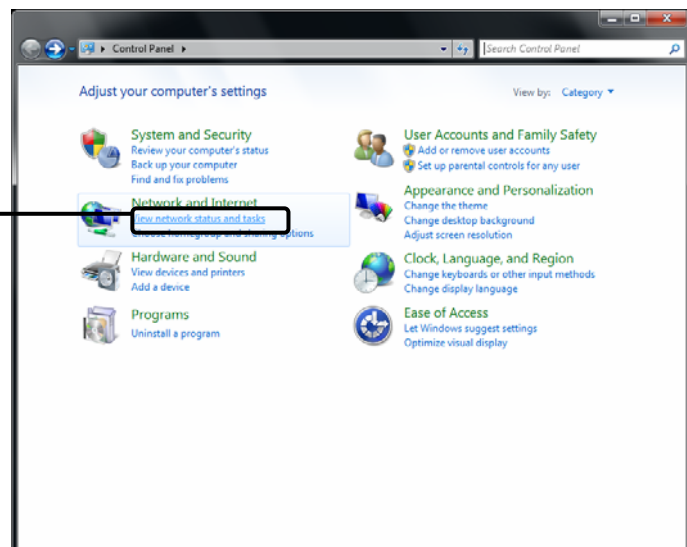 Control Panel
Search Control Panel
Adjust your computer's settings
View by: Category
System and Security
Review your computer's status
Back up your computer
Find and fix problems
Network and Internet
View network status and tasks
Choose homegroup and sharing options
Hardware and Sound
View devices and printers
Add a device
Programs
Uninstall a program
User Accounts and Family Safety
Add or remove user accounts
Set up parental controls for any user
Appearance and Personalization
Change the theme
Change desktop background
Adjust screen resolution
Clock, Language, and Region
Change keyboards or other input methods
Change display language
Ease of Access
Let Windows suggest settings
Optimize visual display